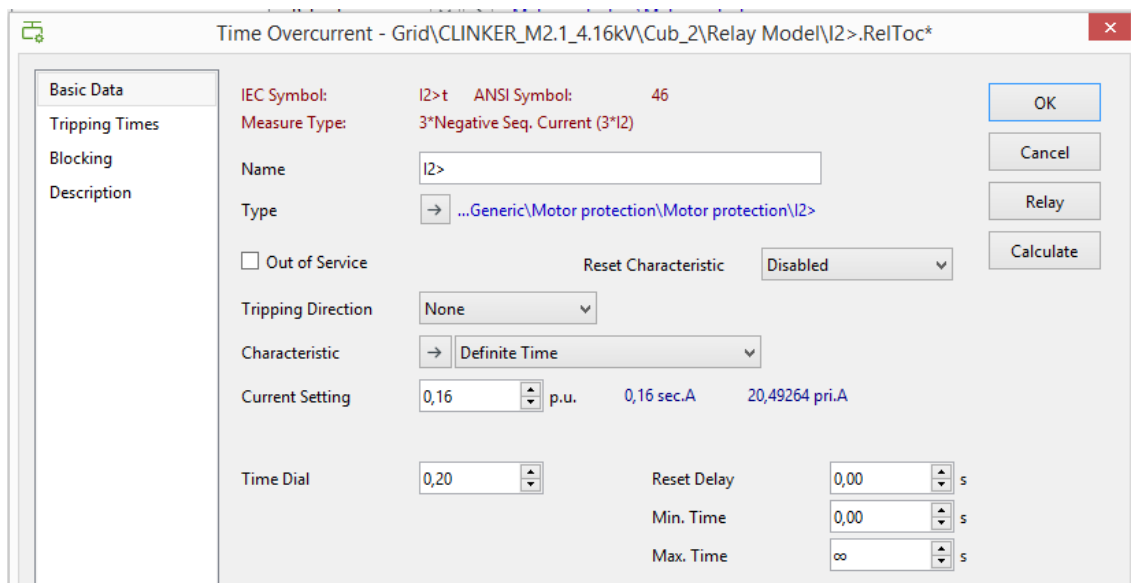 Time Overcurrent - Grid\CLINKER_M2.1_4.16kV\Cub_2\Relay Model\I2>.RelToc*
Basic Data
Tripping Times
Blocking
Description
IEC Symbol: I2>t ANSI Symbol: 46
Measure Type: 3*Negative Seq. Current (3*I2)
Name I2>
Type ...Generic\Motor protection\Motor protection\I2>
Out of Service Reset Characteristic Disabled
Tripping Direction None
Characteristic Definite Time
Current Setting 0,16 p.u. 0,16 sec.A 20,49264 pri.A
Time Dial 0,20 Reset Delay 0,00 s
Min. Time 0,00 s
Max. Time ∞ s
OK
Cancel
Relay
Calculate